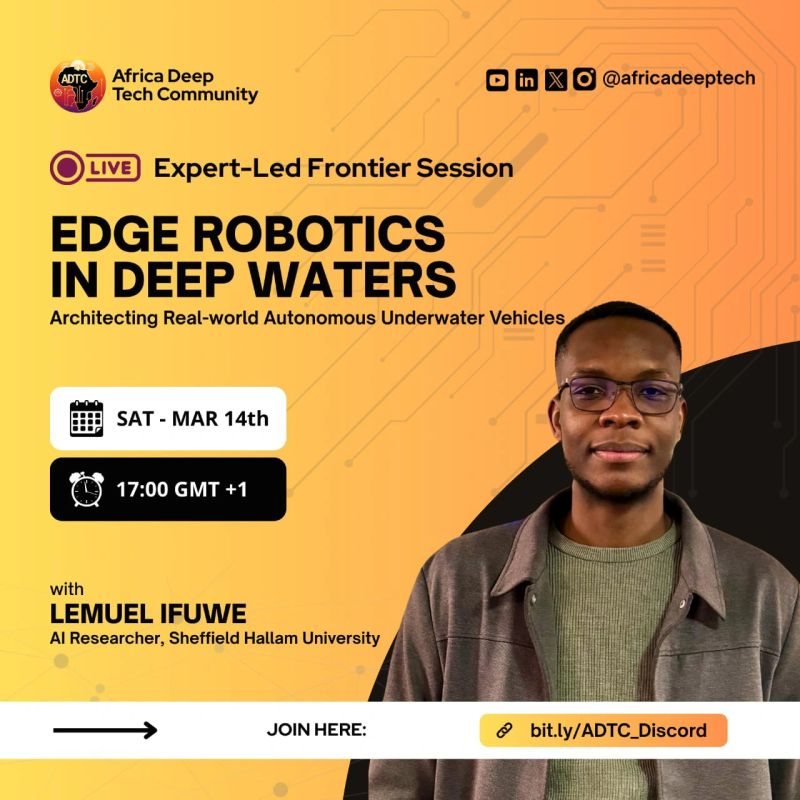 ADTC
Africa Deep
Tech Community
@africadeeptech
LIVE
Expert-Led Frontier Session
EDGE ROBOTICS
IN DEEP WATERS
Architecting Real-world Autonomous Underwater Vehicles
SAT - MAR 14th
17:00 GMT +1
with
LEMUEL IFUWE
AI Researcher, Sheffield Hallam University
JOIN HERE:
bit.ly/ADTC_Discord